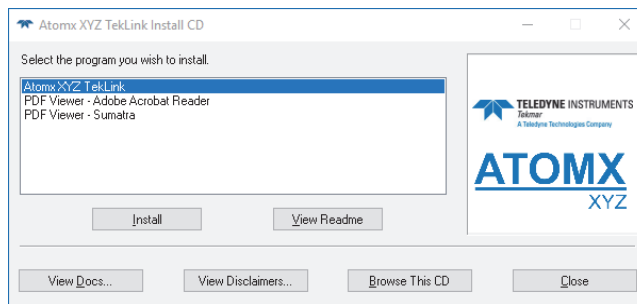 Atomx XYZ TekLink Install CD
Select the program you wish to install.
Atomx XYZ TekLink
PDF Viewer - Adobe Acrobat Reader
PDF Viewer - Sumatra
TELEDYNE INSTRUMENTS
Tekmar
A Teledyne Technologies Company
ATOMX
XYZ
Install
View Readme
View Docs...
View Disclaimers...
Browse This CD
Close